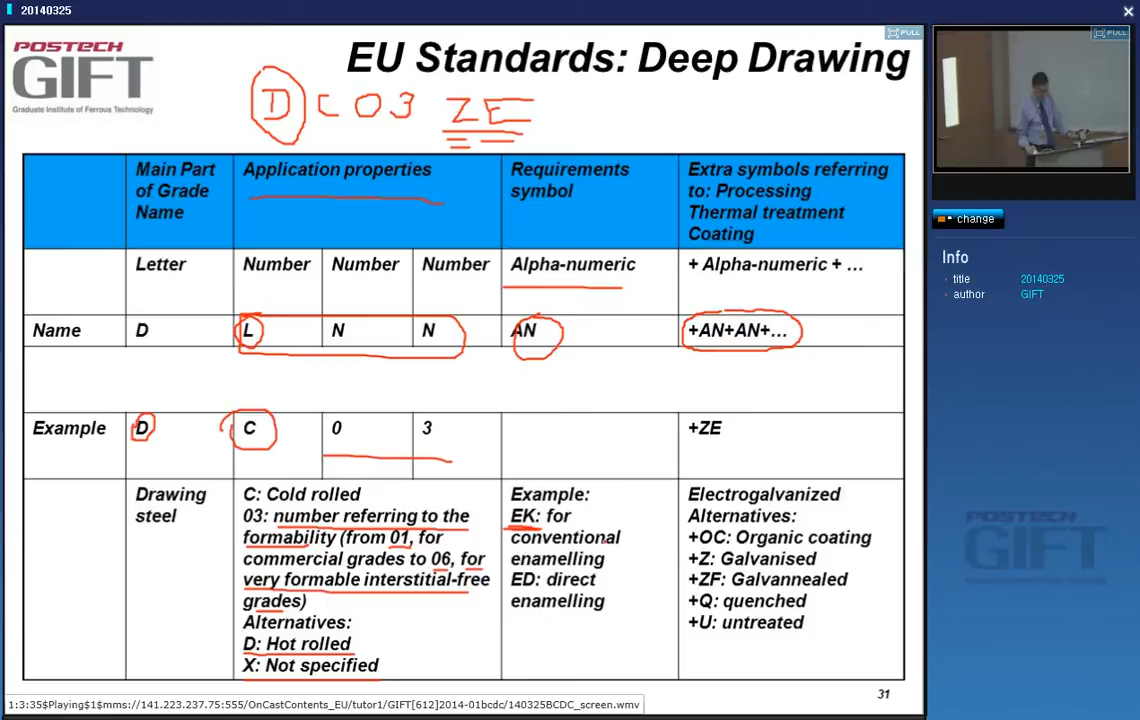 20140325
POSTECH
GIFT
Graduate Institute of Ferrous Technology
EU Standards: Deep Drawing
FULL
FULL
D C 0 3 ZE
Main Part of Grade Name
Application properties
Requirements symbol
Extra symbols referring to: Processing Thermal treatment Coating
Letter
Number
Number
Number
Alpha-numeric
+ Alpha-numeric + …
Name
D
L
N
N
AN
+AN+AN+…
Example
D
C
0
3
+ZE
Drawing steel
C: Cold rolled
03: number referring to the
formability (from 01, for
commercial grades to 06, for
very formable interstitial-free
grades)
Alternatives:
D: Hot rolled
X: Not specified
Example:
EK: for
conventional
enamelling
ED: direct
enamelling
Electrogalvanized
Alternatives:
+OC: Organic coating
+Z: Galvanised
+ZF: Galvannealed
+Q: quenched
+U: untreated
31
change
Info
title 20140325
author GIFT
POSTECH
GIFT
1:3:35$Playing$1$mms://141.223.237.75:555/OnCastContents_EU/tutor1/GIFT[612]2014-01bcdc/140325BCDC_screen.wmv